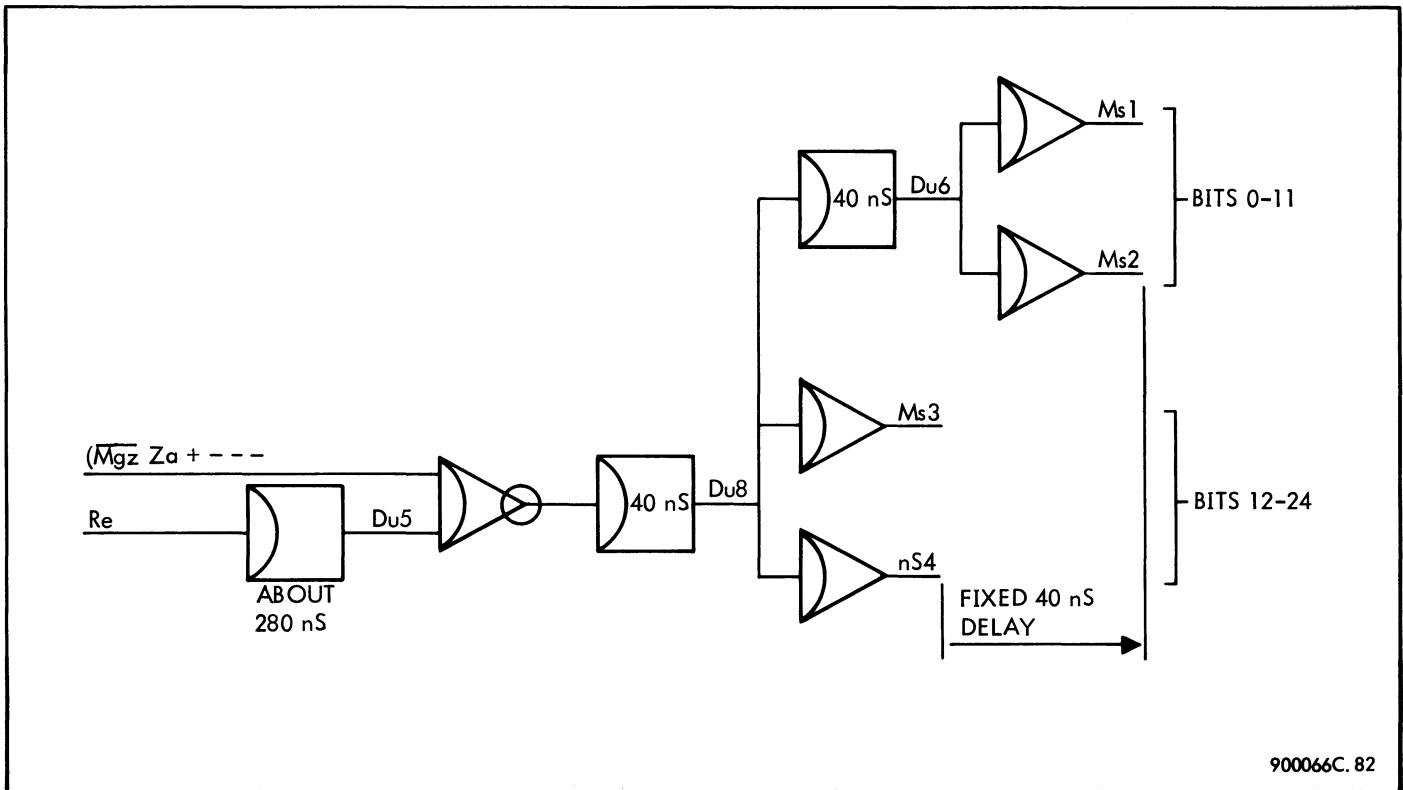 Ms1
40 nS
Du6
BITS 0-11
Ms2
Ms3
(M̅g̅z̅ Za + - - -
40 nS
Du8
BITS 12-24
Re
Du5
nS4
ABOUT
280 nS
FIXED 40 nS
DELAY
900066C. 82